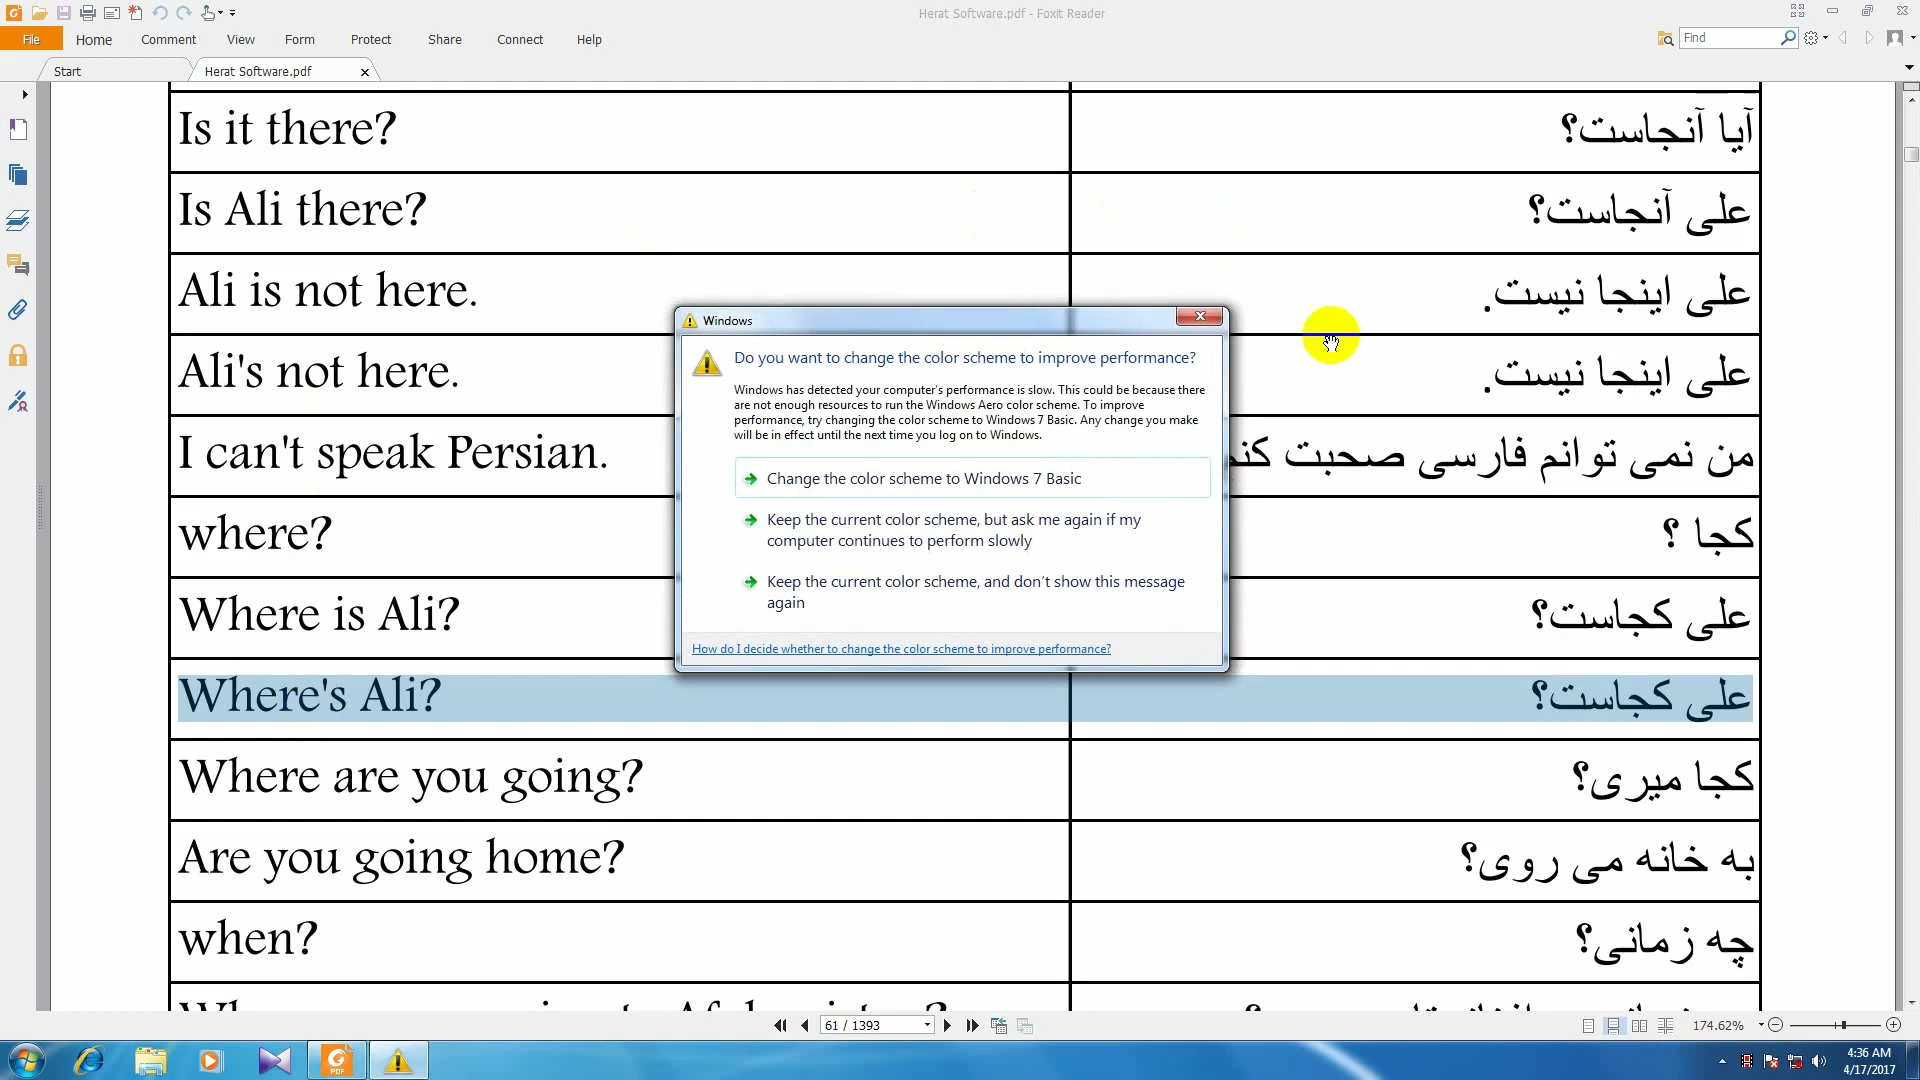 Herat Software.pdf - Foxit Reader
File Home Comment View Form Protect Share Connect Help
Find
Start
Herat Software.pdf
Is it there?
آیا آنجاست؟
Is Ali there?
علی آنجاست؟
Ali is not here.
علی اینجا نیست.
Ali's not here.
علی اینجا نیست.
I can't speak Persian.
من نمی توانم فارسی صحبت
where?
کجا ؟
Where is Ali?
علی کجاست؟
Where's Ali?
علی کجاست؟
Where are you going?
کجا میری؟
Are you going home?
به خانه می روی؟
when?
چه زمانی؟
Windows
Do you want to change the color scheme to improve performance?
Windows has detected your computer's performance is slow. This could be because there
are not enough resources to run the Windows Aero color scheme. To improve
performance, try changing the color scheme to Windows 7 Basic. Any change you make
will be in effect until the next time you log on to Windows.
Change the color scheme to Windows 7 Basic
Keep the current color scheme, but ask me again if my
computer continues to perform slowly
Keep the current color scheme, and don't show this message
again
How do I decide whether to change the color scheme to improve performance?
61 / 1393
174.62%
4:36 AM
4/17/2017